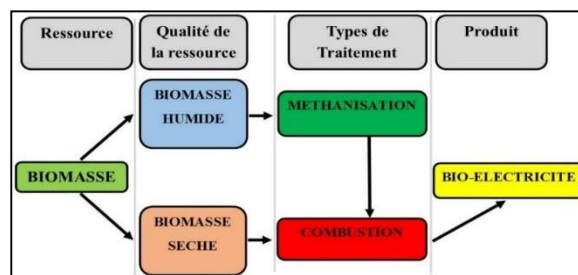 Ressource
Qualité de
la ressource
Types de
Traitement
Produit
BIOMASSE
HUMIDE
METHANISATION
BIOMASSE
BIO-ELECTRICITE
BIOMASSE
SECHE
COMBUSTION